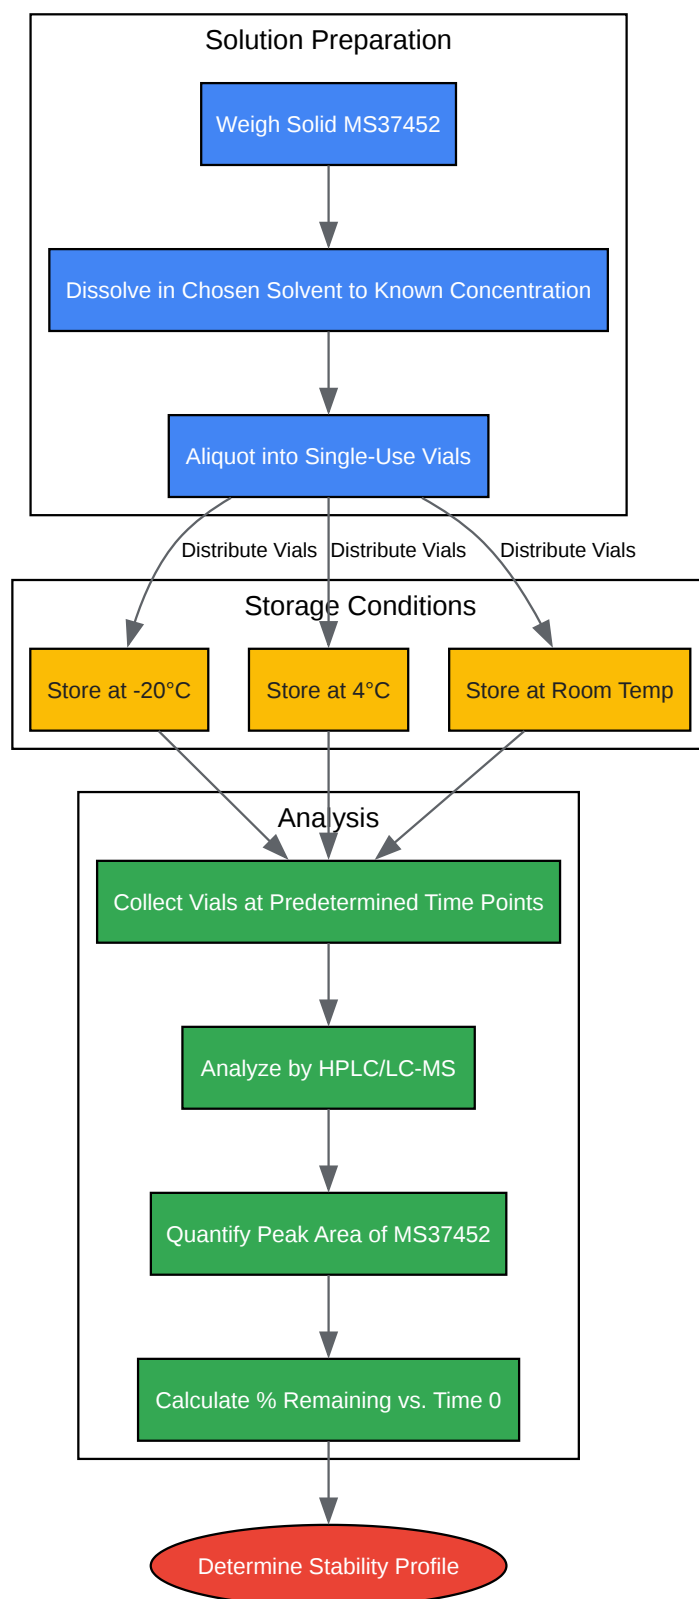 Solution Preparation
Weigh Solid MS37452
Dissolve in Chosen Solvent to Known Concentration
Aliquot into Single-Use Vials
Distribute Vials
Distribute Vials
Distribute Vials
Storage Conditions
Store at -20°C
Store at 4°C
Store at Room Temp
Analysis
Collect Vials at Predetermined Time Points
Analyze by HPLC/LC-MS
Quantify Peak Area of MS37452
Calculate % Remaining vs. Time 0
Determine Stability Profile